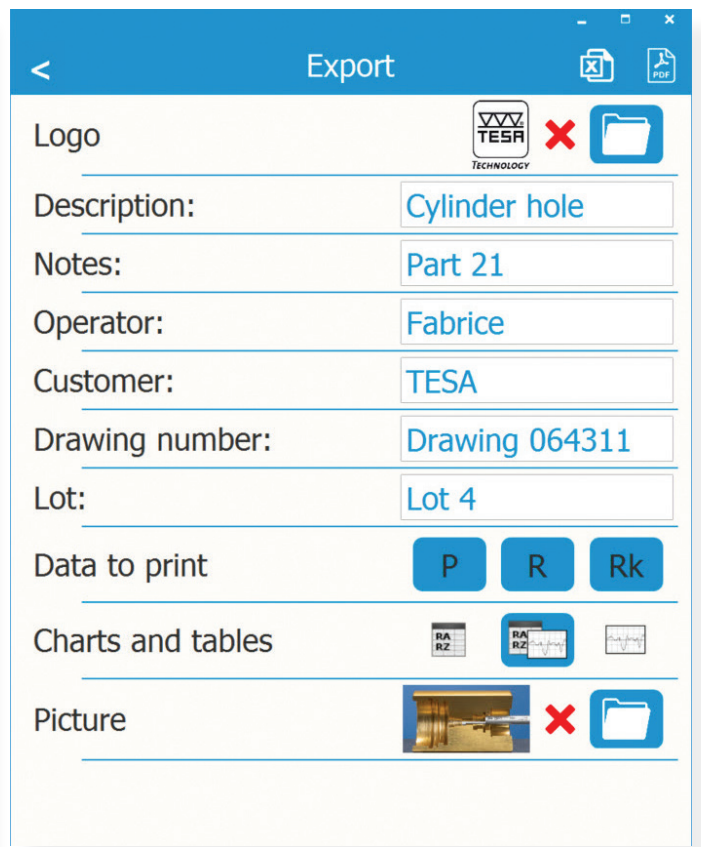 < Export
PDF
Logo
TESA
TECHNOLOGY
Description: Cylinder hole
Notes: Part 21
Operator: Fabrice
Customer: TESA
Drawing number: Drawing 064311
Lot: Lot 4
Data to print P R Rk
Charts and tables
RA
RZ
RA
RZ
Picture